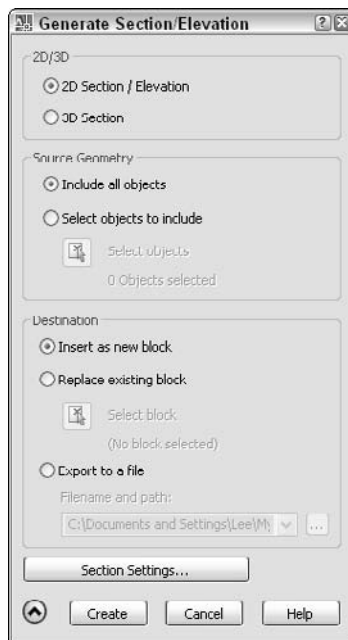 Generate Section/Elevation
2D/3D
2D Section / Elevation
3D Section
Source Geometry
Include all objects
Select objects to include
Select objects
0 Objects selected
Destination
Insert as new block
Replace existing block
Select block
(No block selected)
Export to a file
Filename and path:
C:\Documents and Settings\Lee\My
...
Section Settings...
Create
Cancel
Help